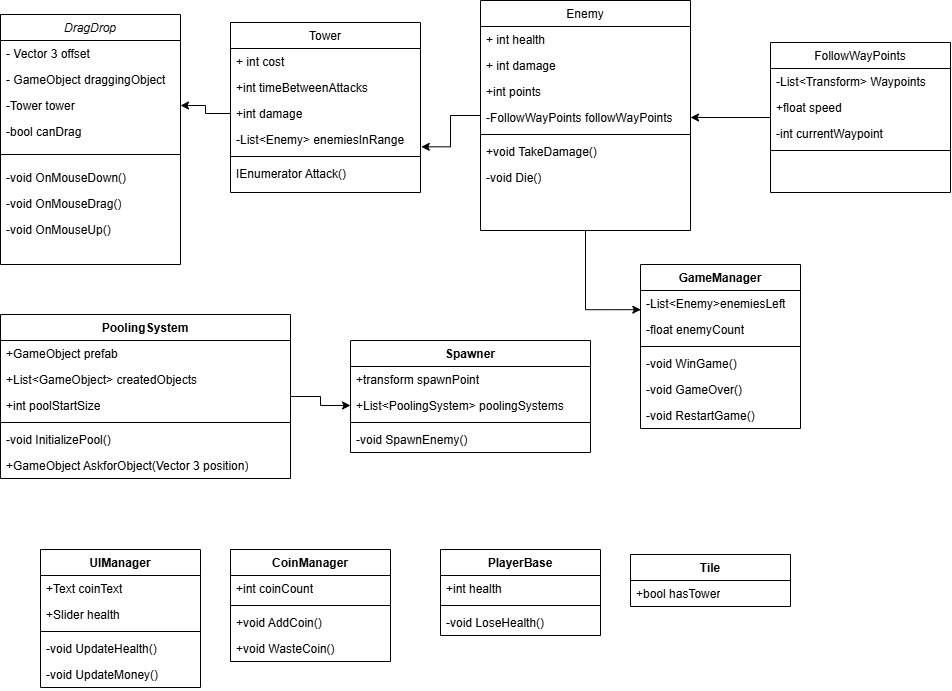 DragDrop
- Vector 3 offset
- GameObject draggingObject
-Tower tower
-bool canDrag
-void OnMouseDown()
-void OnMouseDrag()
-void OnMouseUp()
Tower
+ int cost
+int timeBetweenAttacks
+int damage
-List<Enemy> enemiesInRange
IEnumerator Attack()
Enemy
+ int health
+ int damage
+int points
-FollowWayPoints followWayPoints
+void TakeDamage()
-void Die()
FollowWayPoints
-List<Transform> Waypoints
+float speed
-int currentWaypoint
GameManager
-List<Enemy>enemiesLeft
-float enemyCount
-void WinGame()
-void GameOver()
-void RestartGame()
PoolingSystem
+GameObject prefab
+List<GameObject> createdObjects
+int poolStartSize
-void InitializePool()
+GameObject AskforObject(Vector 3 position)
Spawner
+transform spawnPoint
+List<PoolingSystem> poolingSystems
-void SpawnEnemy()
UIManager
+Text coinText
+Slider health
-void UpdateHealth()
-void UpdateMoney()
CoinManager
+int coinCount
+void AddCoin()
+void WasteCoin()
PlayerBase
+int health
-void LoseHealth()
Tile
+bool hasTower